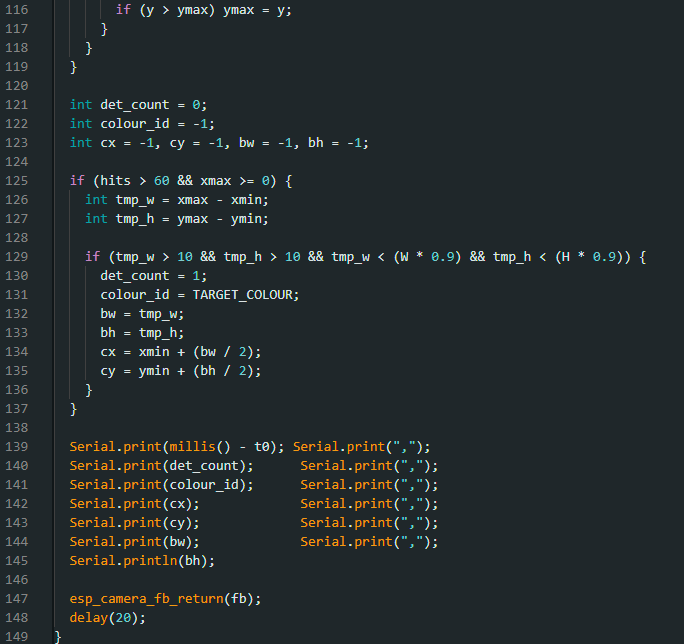 116 if (y > ymax) ymax = y;
117 }
118 }
119 }
120
121 int det_count = 0;
122 int colour_id = -1;
123 int cx = -1, cy = -1, bw = -1, bh = -1;
124
125 if (hits > 60 && xmax >= 0) {
126 int tmp_w = xmax - xmin;
127 int tmp_h = ymax - ymin;
128
129 if (tmp_w > 10 && tmp_h > 10 && tmp_w < (W * 0.9) && tmp_h < (H * 0.9)) {
130 det_count = 1;
131 colour_id = TARGET_COLOUR;
132 bw = tmp_w;
133 bh = tmp_h;
134 cx = xmin + (bw / 2);
135 cy = ymin + (bh / 2);
136 }
137 }
138
139 Serial.print(millis() - t0); Serial.print(",");
140 Serial.print(det_count); Serial.print(",");
141 Serial.print(colour_id); Serial.print(",");
142 Serial.print(cx); Serial.print(",");
143 Serial.print(cy); Serial.print(",");
144 Serial.print(bw); Serial.print(",");
145 Serial.println(bh);
146
147 esp_camera_fb_return(fb);
148 delay(20);
149 }